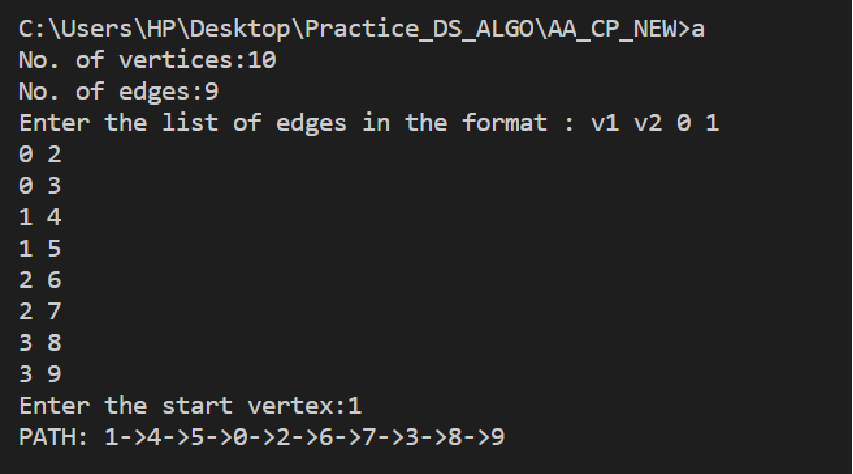 C:\Users\HP\Desktop\Practice_DS_ALGO\AA_CP_NEW>a
No. of vertices:10
No. of edges:9
Enter the list of edges in the format : v1 v2 0 1
0 2
0 3
1 4
1 5
2 6
2 7
3 8
3 9
Enter the start vertex:1
PATH: 1->4->5->0->2->6->7->3->8->9